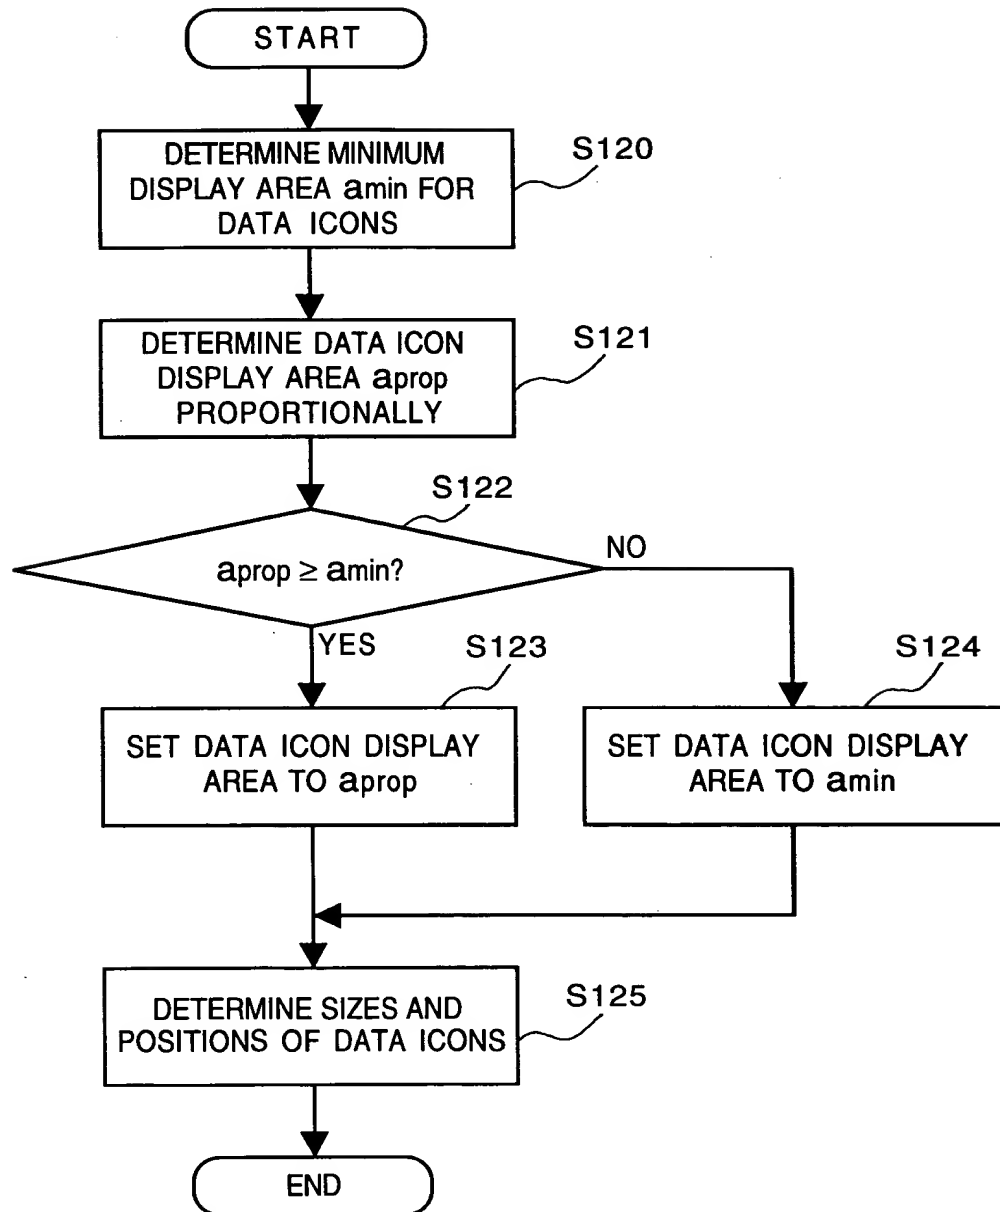 START
S120
DETERMINE MINIMUM
DISPLAY AREA amin FOR
DATA ICONS
S121
DETERMINE DATA ICON
DISPLAY AREA aprop
PROPORTIONALLY
S122
aprop ≥ amin?
NO
YES
S123
S124
SET DATA ICON DISPLAY
AREA TO aprop
SET DATA ICON DISPLAY
AREA TO amin
S125
DETERMINE SIZES AND
POSITIONS OF DATA ICONS
END